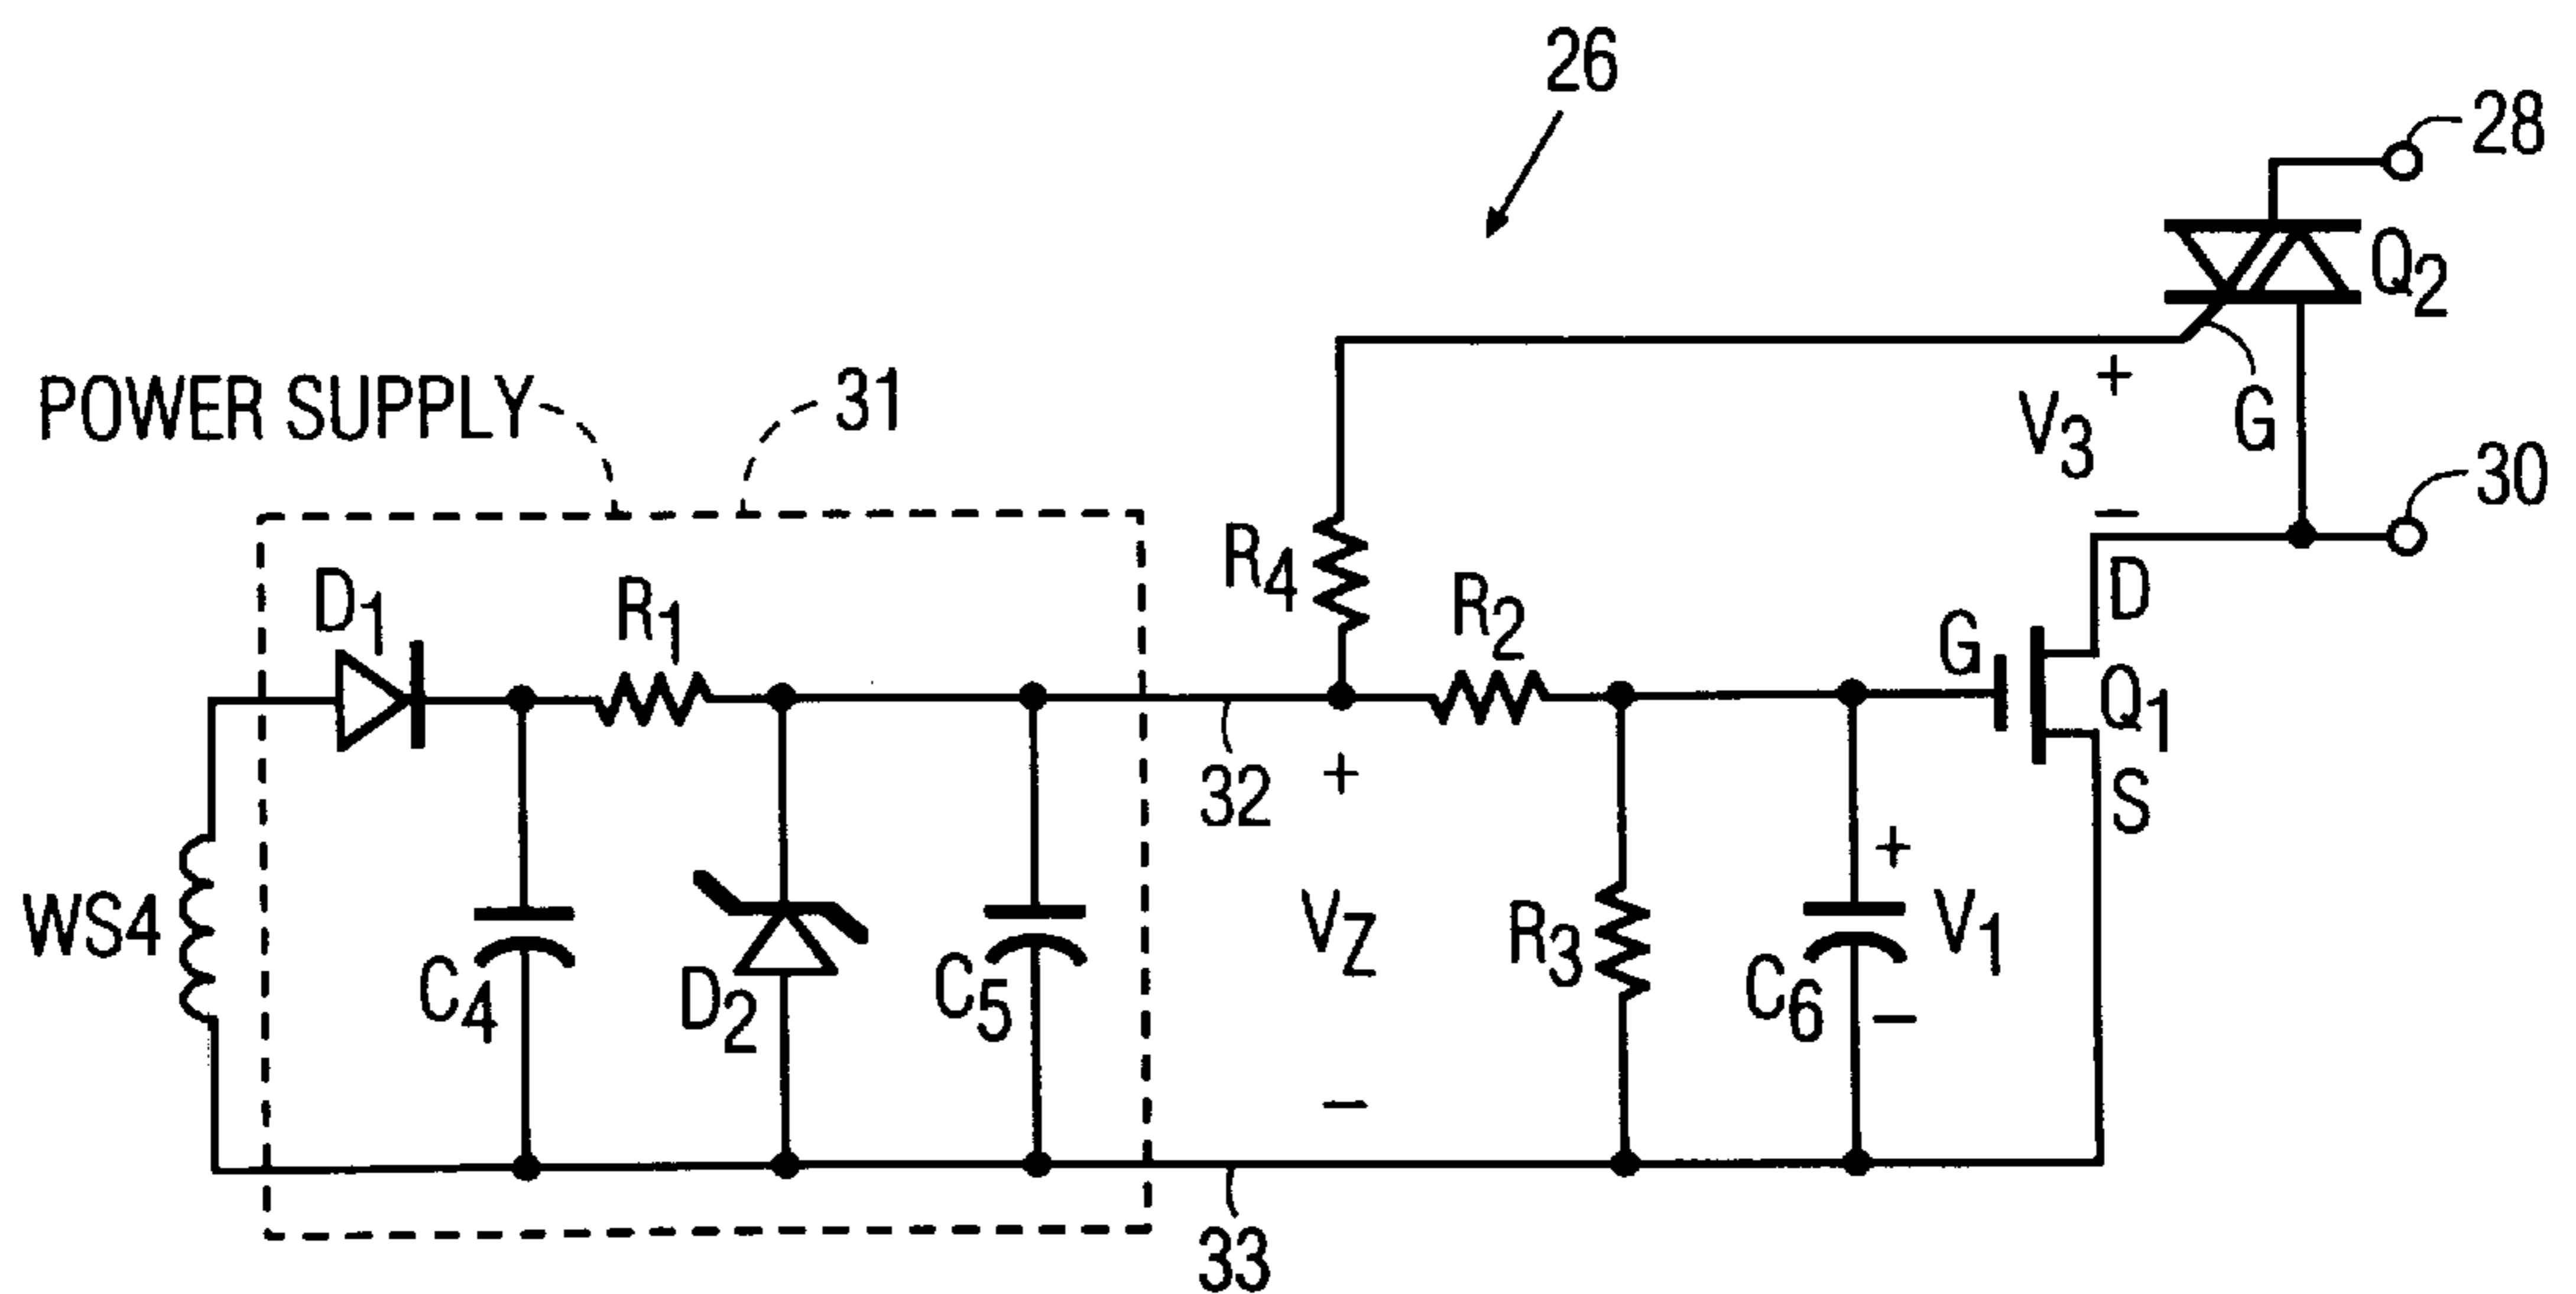 26
28
Q2
POWER SUPPLY
31
V3
+
G
30
−
D1
R1
R4
R2
D
G
Q1
S
32
+
+
WS4
C4
D2
C5
VZ
R3
C6
V1
−
−
33